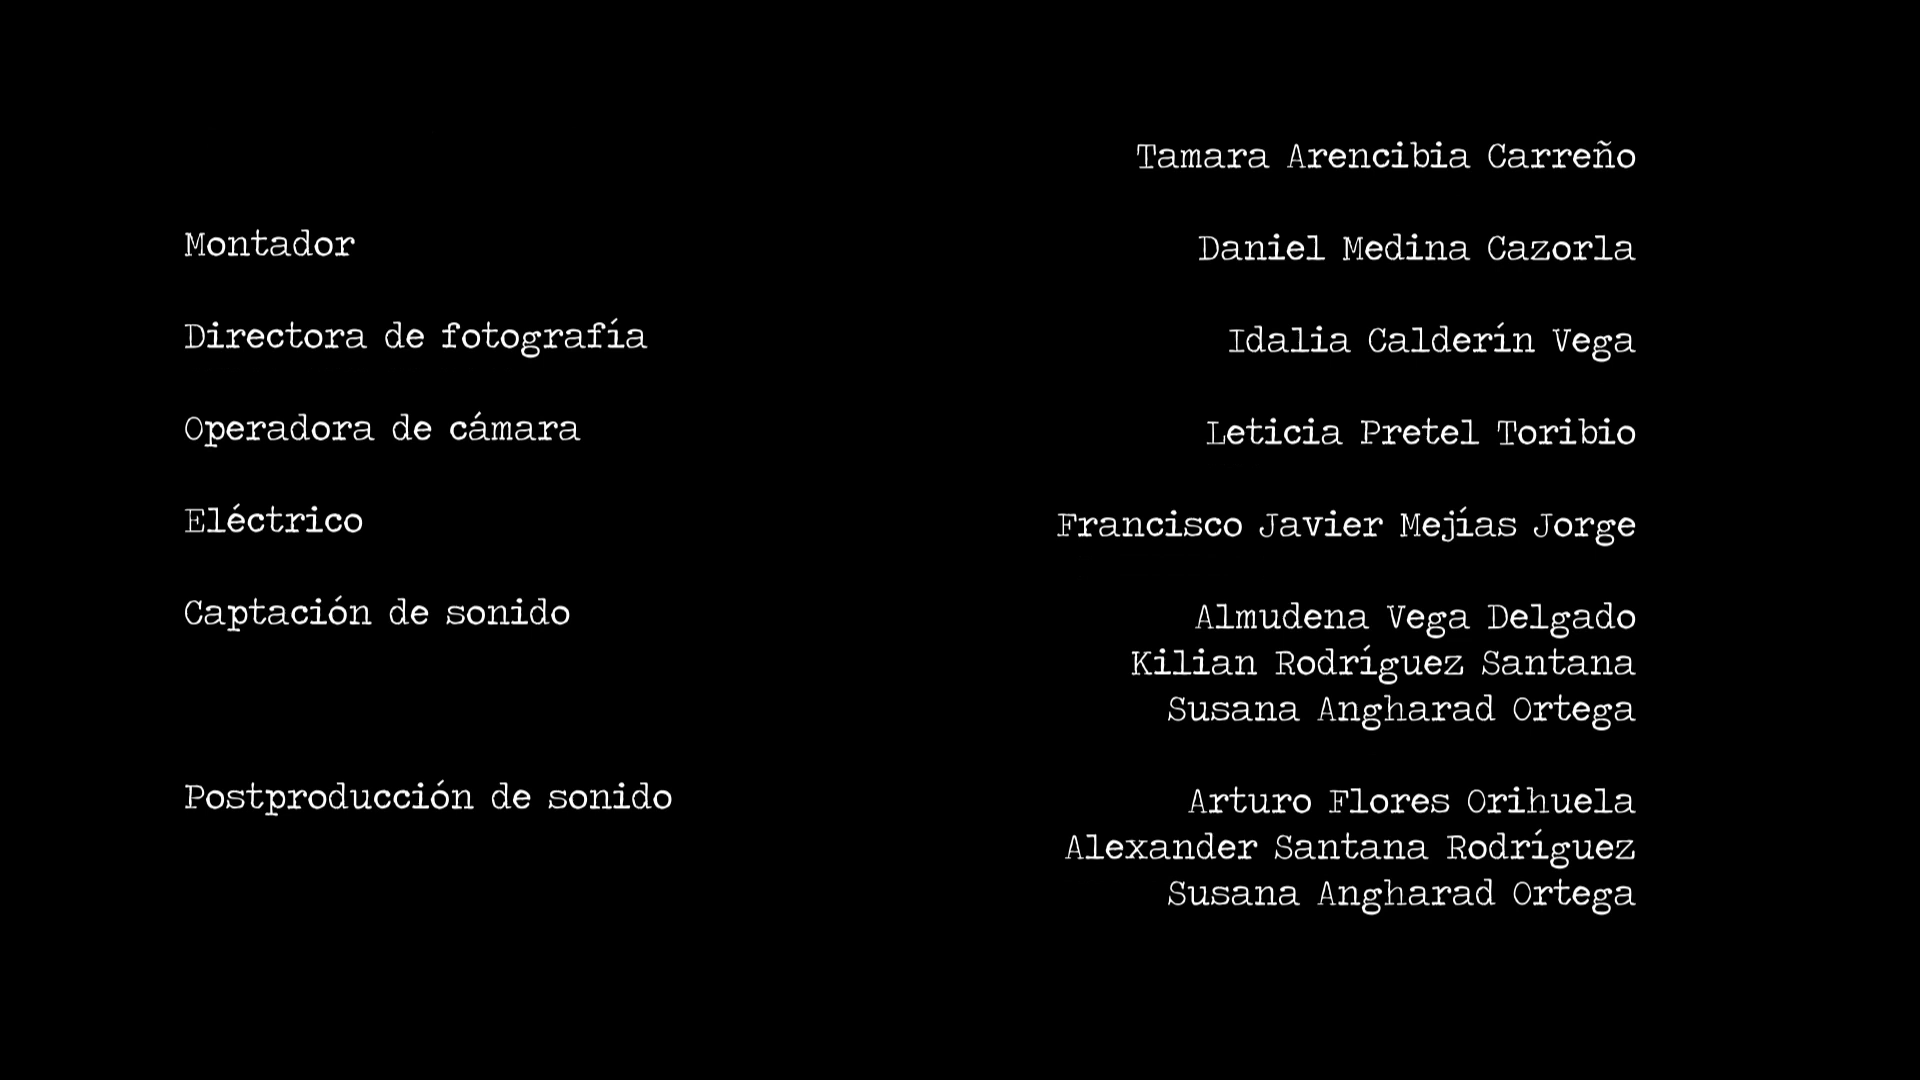 Tamara Arencibia Carreño
Montador Daniel Medina Cazorla
Directora de fotografía Idalia Calderín Vega
Operadora de cámara Leticia Pretel Toribio
Eléctrico Francisco Javier Mejías Jorge
Captación de sonido Almudena Vega Delgado
Kilian Rodríguez Santana
Susana Angharad Ortega
Postproducción de sonido Arturo Flores Orihuela
Alexander Santana Rodríguez
Susana Angharad Ortega